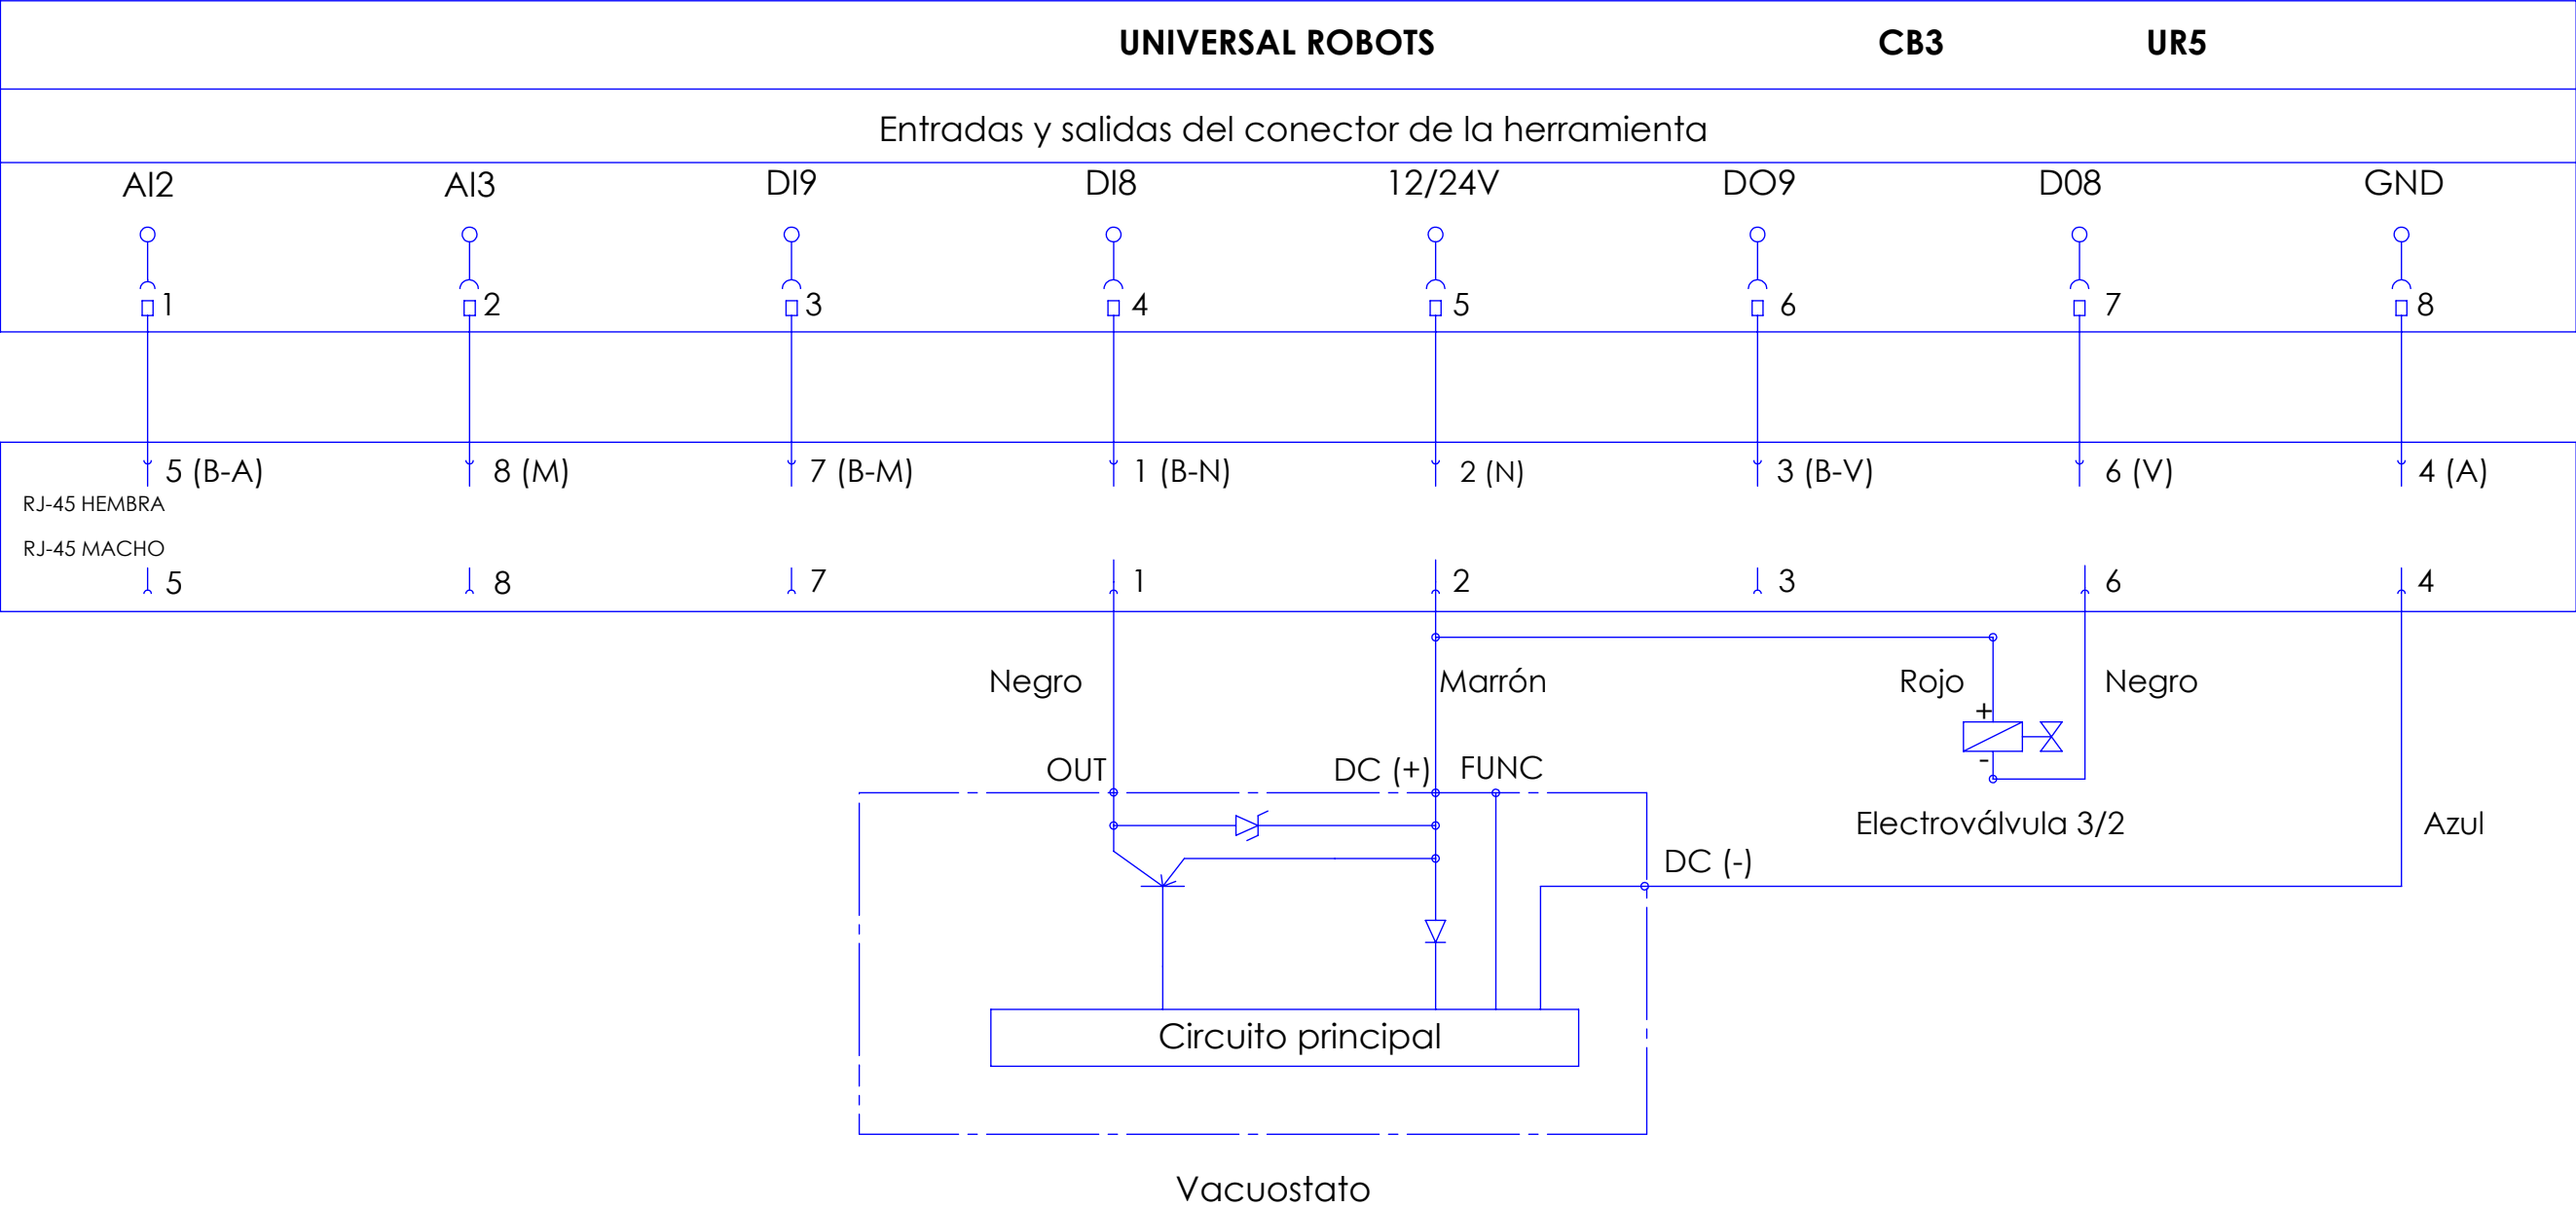 UNIVERSAL ROBOTS CB3 UR5
Entradas y salidas del conector de la herramienta
AI2 AI3 DI9 DI8 12/24V DO9 D08 GND
1 2 3 4 5 6 7 8
5 (B-A) 8 (M) 7 (B-M) 1 (B-N) 2 (N) 3 (B-V) 6 (V) 4 (A)
RJ-45 HEMBRA
RJ-45 MACHO
5 8 7 1 2 3 6 4
Negro Marrón Rojo Negro
+
-
OUT DC (+) FUNC
Electroválvula 3/2 Azul
DC (-)
Circuito principal
Vacuostato